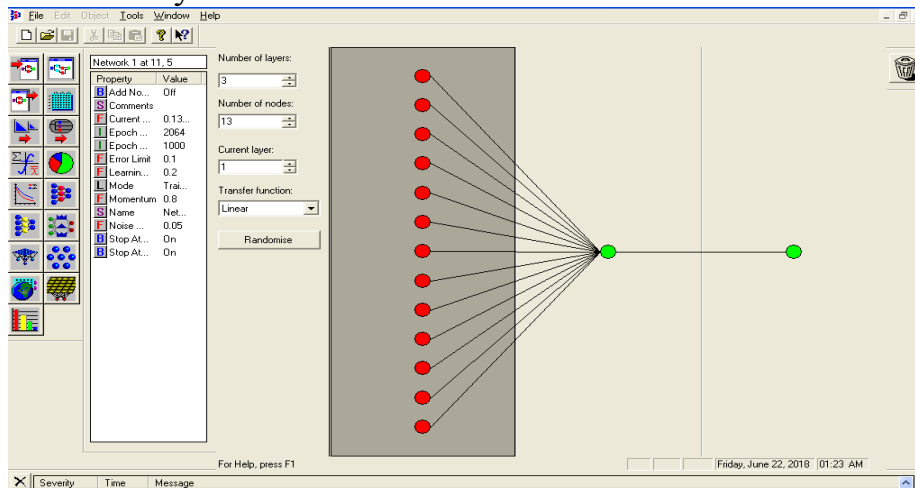 File Edit Object Tools Window Help
Network 1 at 11, 5
Property Value
B Add No... Off
S Comments
F Current ... 0.13...
I Epoch ... 2064
I Epoch ... 1000
F Error Limit 0.1
F Learnin... 0.2
L Mode Trai...
F Momentum 0.8
S Name Net...
F Noise ... 0.05
B Stop At... On
B Stop At... On
Number of layers:
3
Number of nodes:
13
Current layer:
1
Transfer function:
Linear
Randomise
For Help, press F1
Friday, June 22, 2018 01:23 AM
Severity Time Message